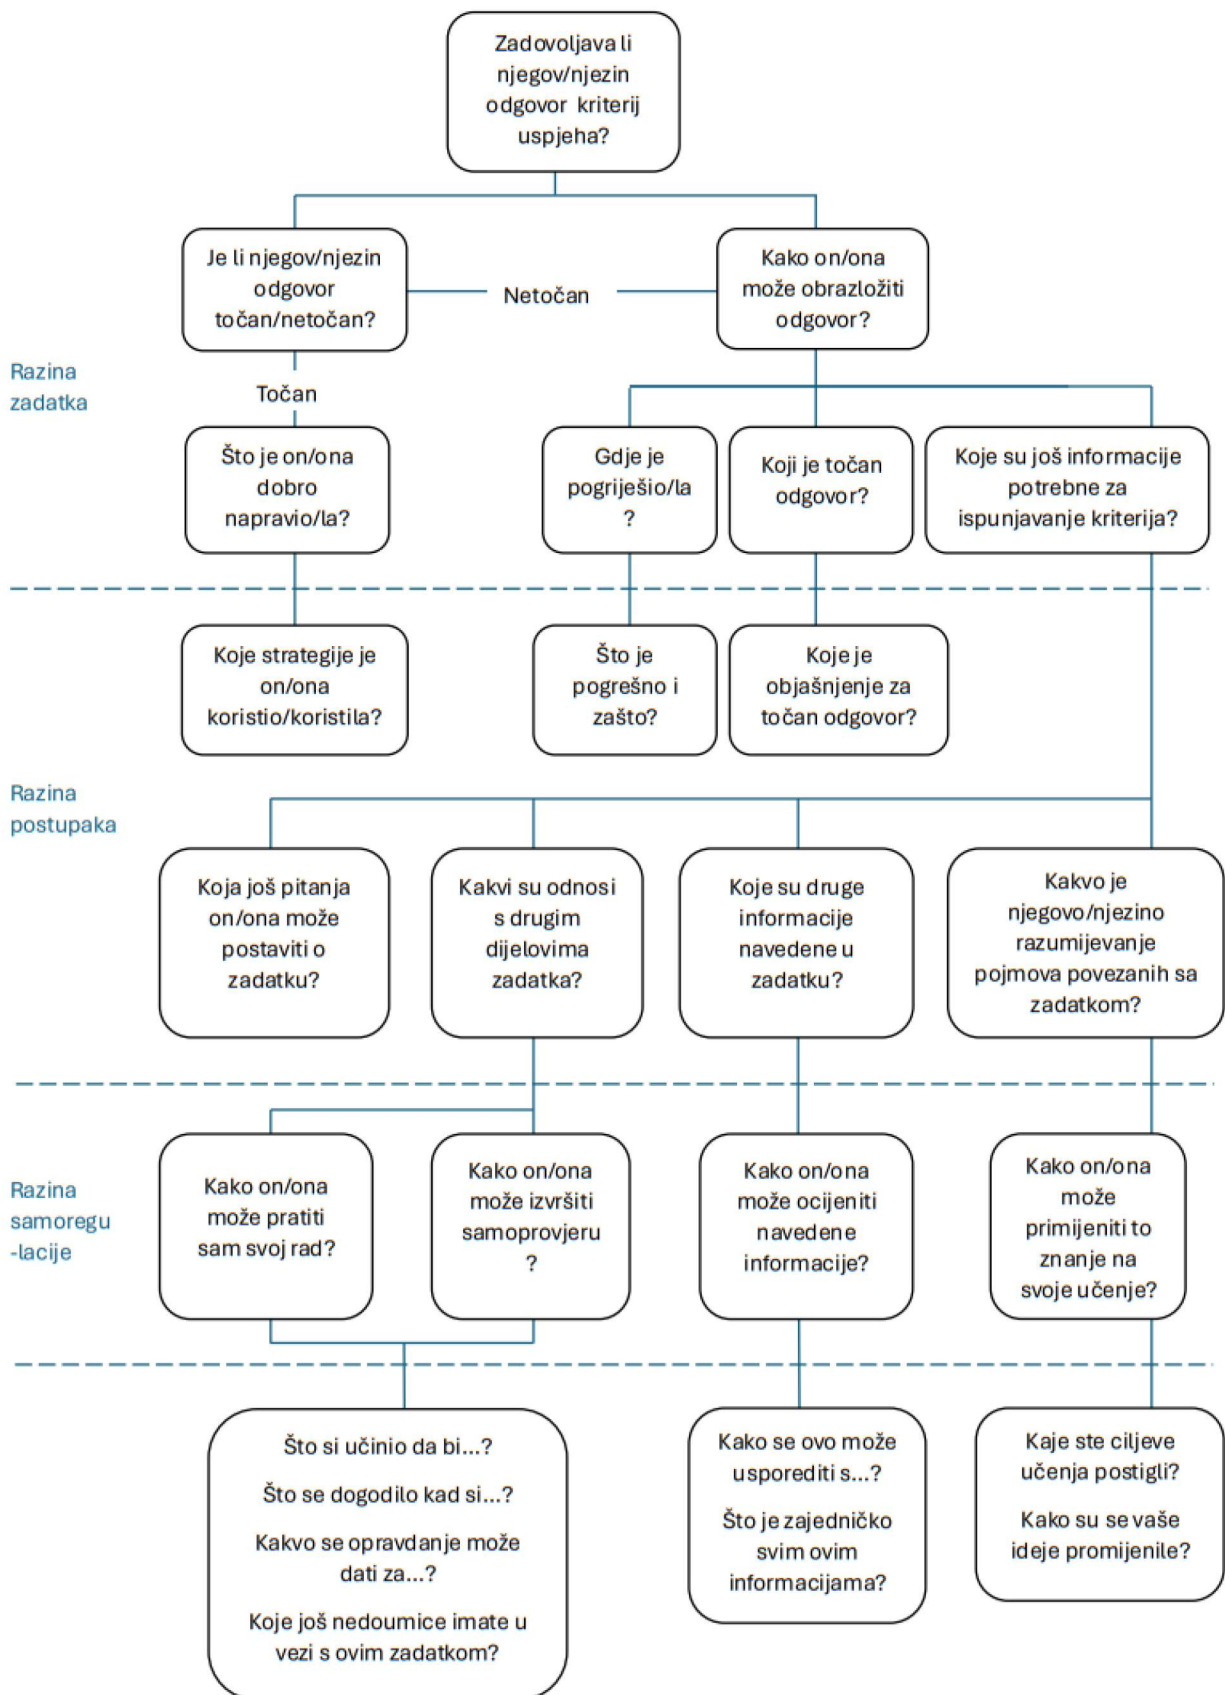 Zadovoljava li
njegov/njezin
odgovor kriterij
uspjeha?
Je li njegov/njezin
odgovor
točan/netočan?
Netočan
Kako on/ona
može obrazložiti
odgovor?
Razina
zadatka
Točan
Što je on/ona
dobro
napravio/la?
Gdje je
pogriješio/la
?
Koji je točan
odgovor?
Koje su još informacije
potrebne za
ispunjavanje kriterija?
Koje strategije je
on/ona
koristio/koristila?
Što je
pogrešno i
zašto?
Koje je
objašnjenje za
točan odgovor?
Razina
postupaka
Koja još pitanja
on/ona može
postaviti o
zadatku?
Kakvi su odnosi
s drugim
dijelovima
zadatka?
Koje su druge
informacije
navedene u
zadatku?
Kakvo je
njegovo/njezino
razumijevanje
pojmova povezanih sa
zadatkom?
Razina
samoregu
-lacije
Kako on/ona
može pratiti
sam svoj rad?
Kako on/ona
može izvršiti
samoprovjeru
?
Kako on/ona
može ocijeniti
navedene
informacije?
Kako on/ona
može
primijeniti to
znanje na
svoje učenje?
Što si učinio da bi...?
Što se dogodilo kad si...?
Kakvo se opravdanje može
dati za...?
Koje još nedoumice imate u
vezi s ovim zadatkom?
Kako se ovo može
usporediti s...?
Što je zajedničko
svim ovim
informacijama?
Kaje ste ciljeve
učenja postigli?
Kako su se vaše
ideje promijenile?